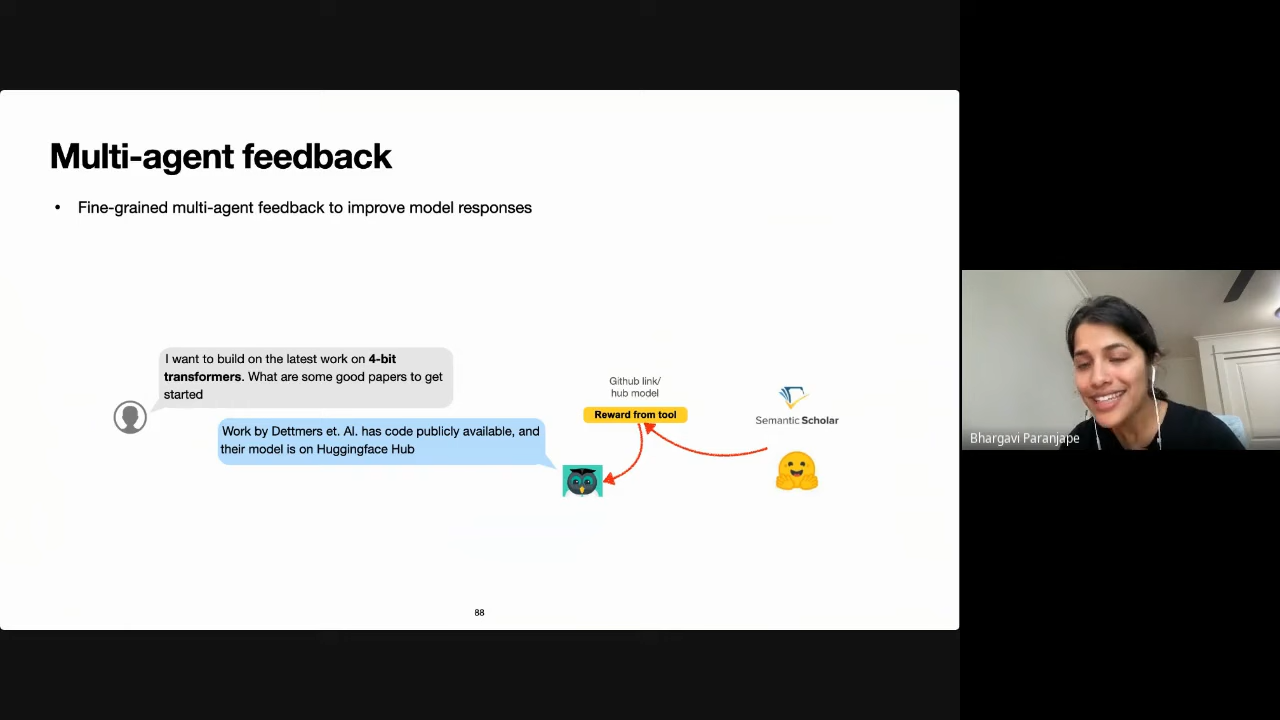 Multi-agent feedback
• Fine-grained multi-agent feedback to improve model responses
I want to build on the latest work on 4-bit
transformers. What are some good papers to get
started
Work by Dettmers et. Al. has code publicly available, and
their model is on Huggingface Hub
Github link/
hub model
Reward from tool
Semantic Scholar
88
Bhargavi Paranjape